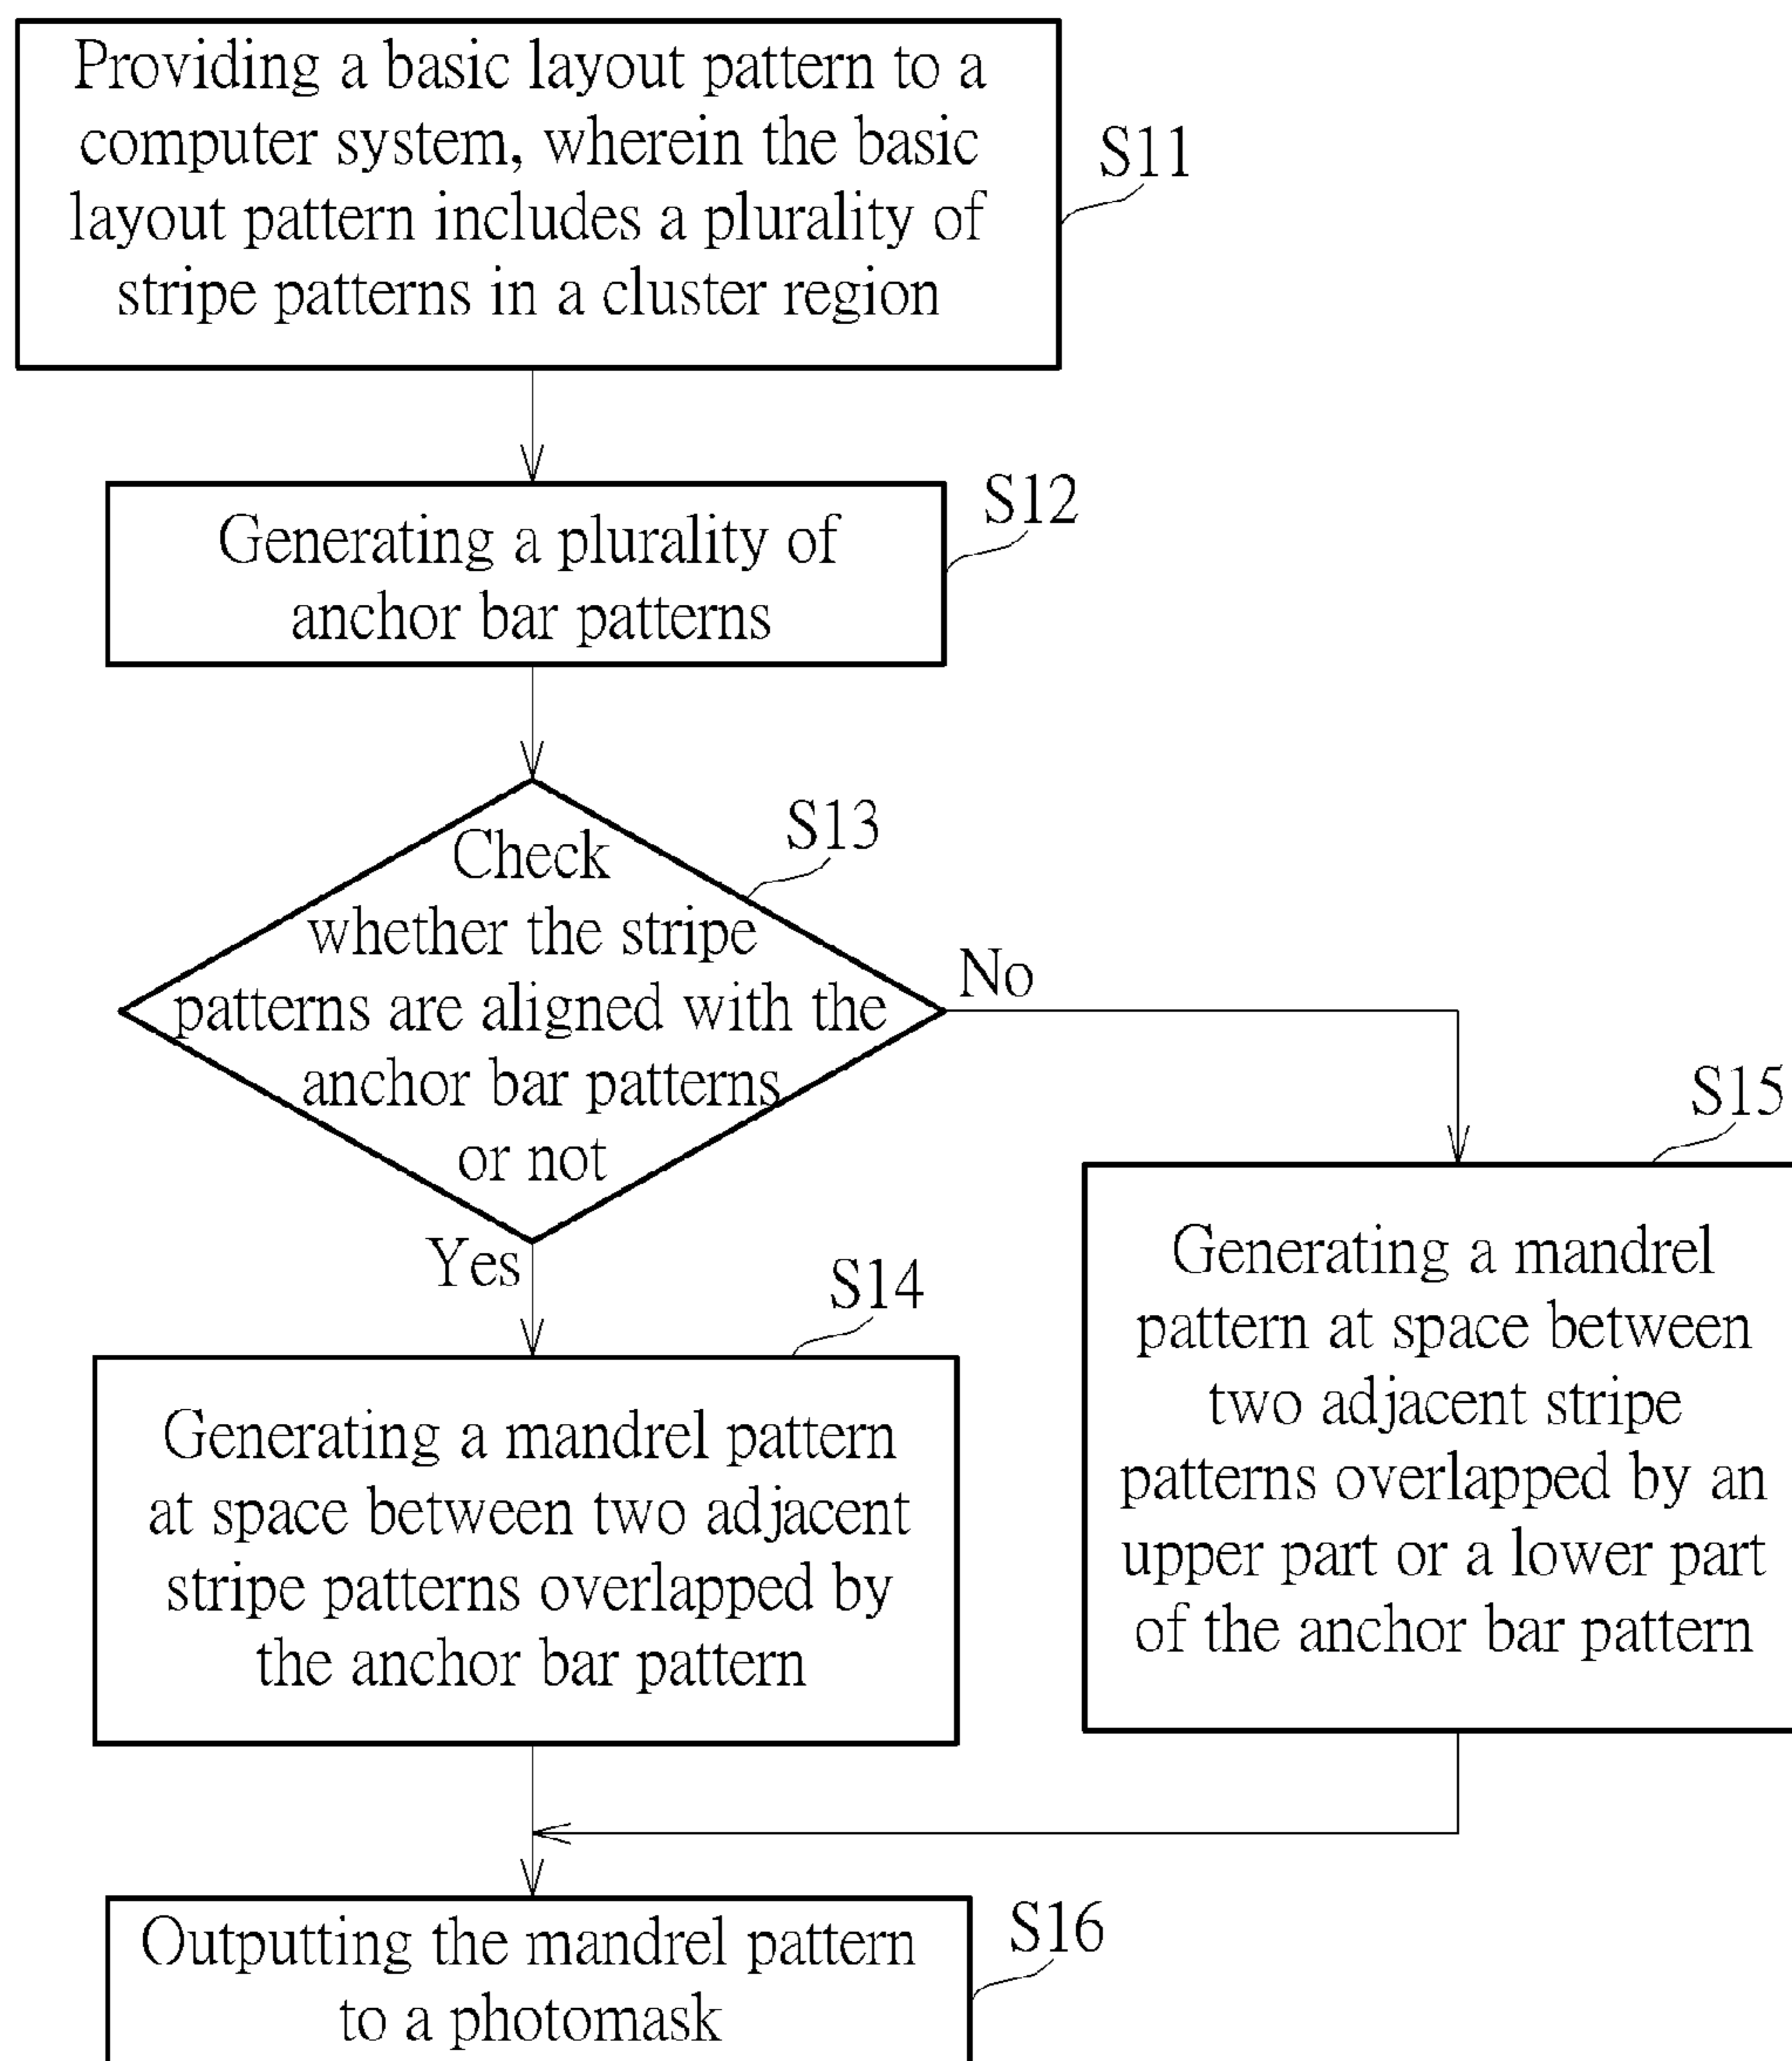 Providing a basic layout pattern to a
computer system, wherein the basic
layout pattern includes a plurality of
stripe patterns in a cluster region
S11
Generating a plurality of
anchor bar patterns
S12
Check
whether the stripe
patterns are aligned with the
anchor bar patterns
or not
S13
No
Yes
S14
Generating a mandrel pattern
at space between two adjacent
stripe patterns overlapped by
the anchor bar pattern
S15
Generating a mandrel
pattern at space between
two adjacent stripe
patterns overlapped by an
upper part or a lower part
of the anchor bar pattern
Outputting the mandrel pattern
to a photomask
S16